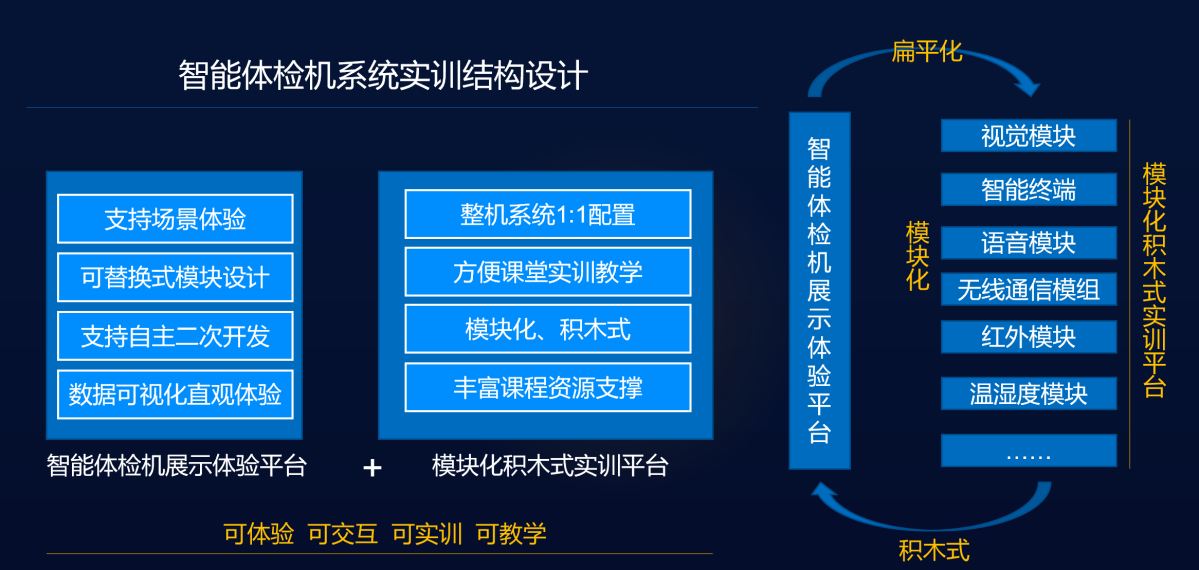 智能体检机系统实训结构设计
支持场景体验
可替换式模块设计
支持自主二次开发
数据可视化直观体验
智能体检机展示体验平台
+
整机系统1:1配置
方便课堂实训教学
模块化、积木式
丰富课程资源支撑
模块化积木式实训平台
可体验 可交互 可实训 可教学
扁平化
智能体检机展示体验平台
模块化
视觉模块
智能终端
语音模块
无线通信模组
红外模块
温湿度模块
……
模块化积木式实训平台
积木式